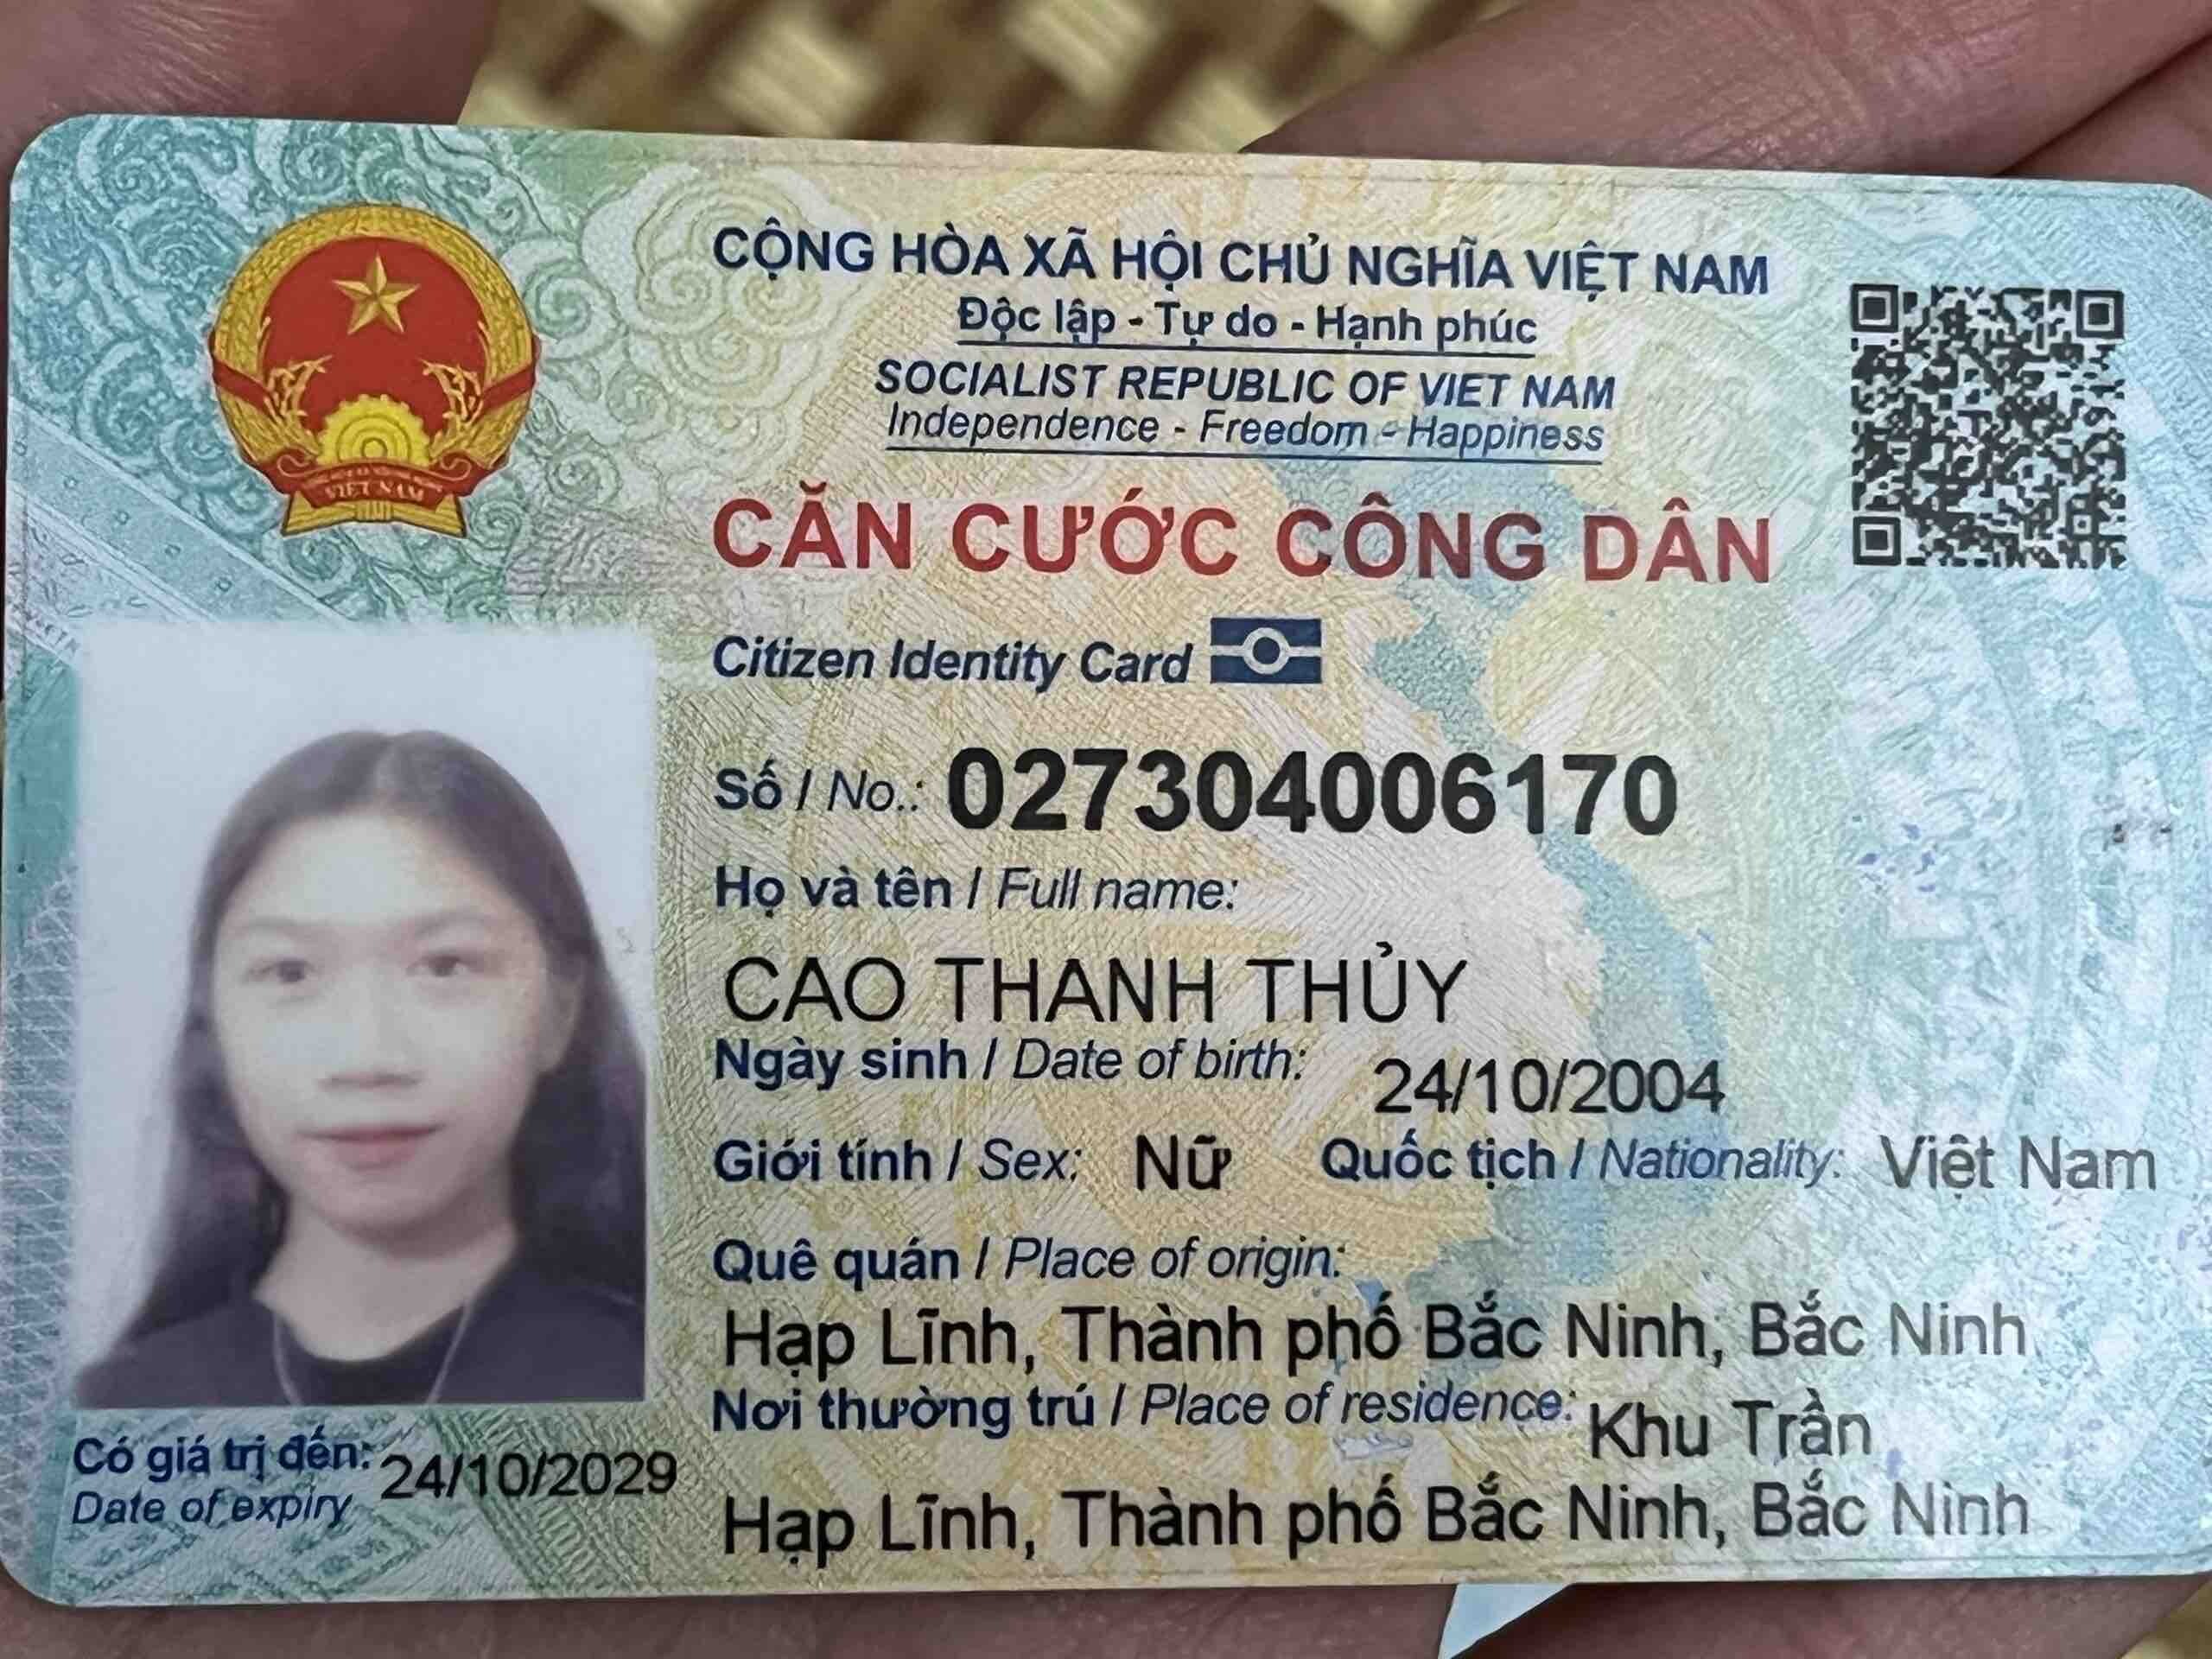 CỘNG HÒA XÃ HỘI CHỦ NGHĨA VIỆT NAM
Độc lập - Tự do - Hạnh phúc
SOCIALIST REPUBLIC OF VIET NAM
Independence - Freedom - Happiness
CĂN CƯỚC CÔNG DÂN
Citizen Identity Card
Số / No.: 027304006170
Họ và tên / Full name:
CAO THANH THỦY
Ngày sinh / Date of birth: 24/10/2004
Giới tính / Sex: Nữ Quốc tịch / Nationality: Việt Nam
Quê quán / Place of origin:
Hạp Lĩnh, Thành phố Bắc Ninh, Bắc Ninh
Nơi thường trú / Place of residence: Khu Trần
Hạp Lĩnh, Thành phố Bắc Ninh, Bắc Ninh
Có giá trị đến: 24/10/2029
Date of expiry
VIỆT NAM